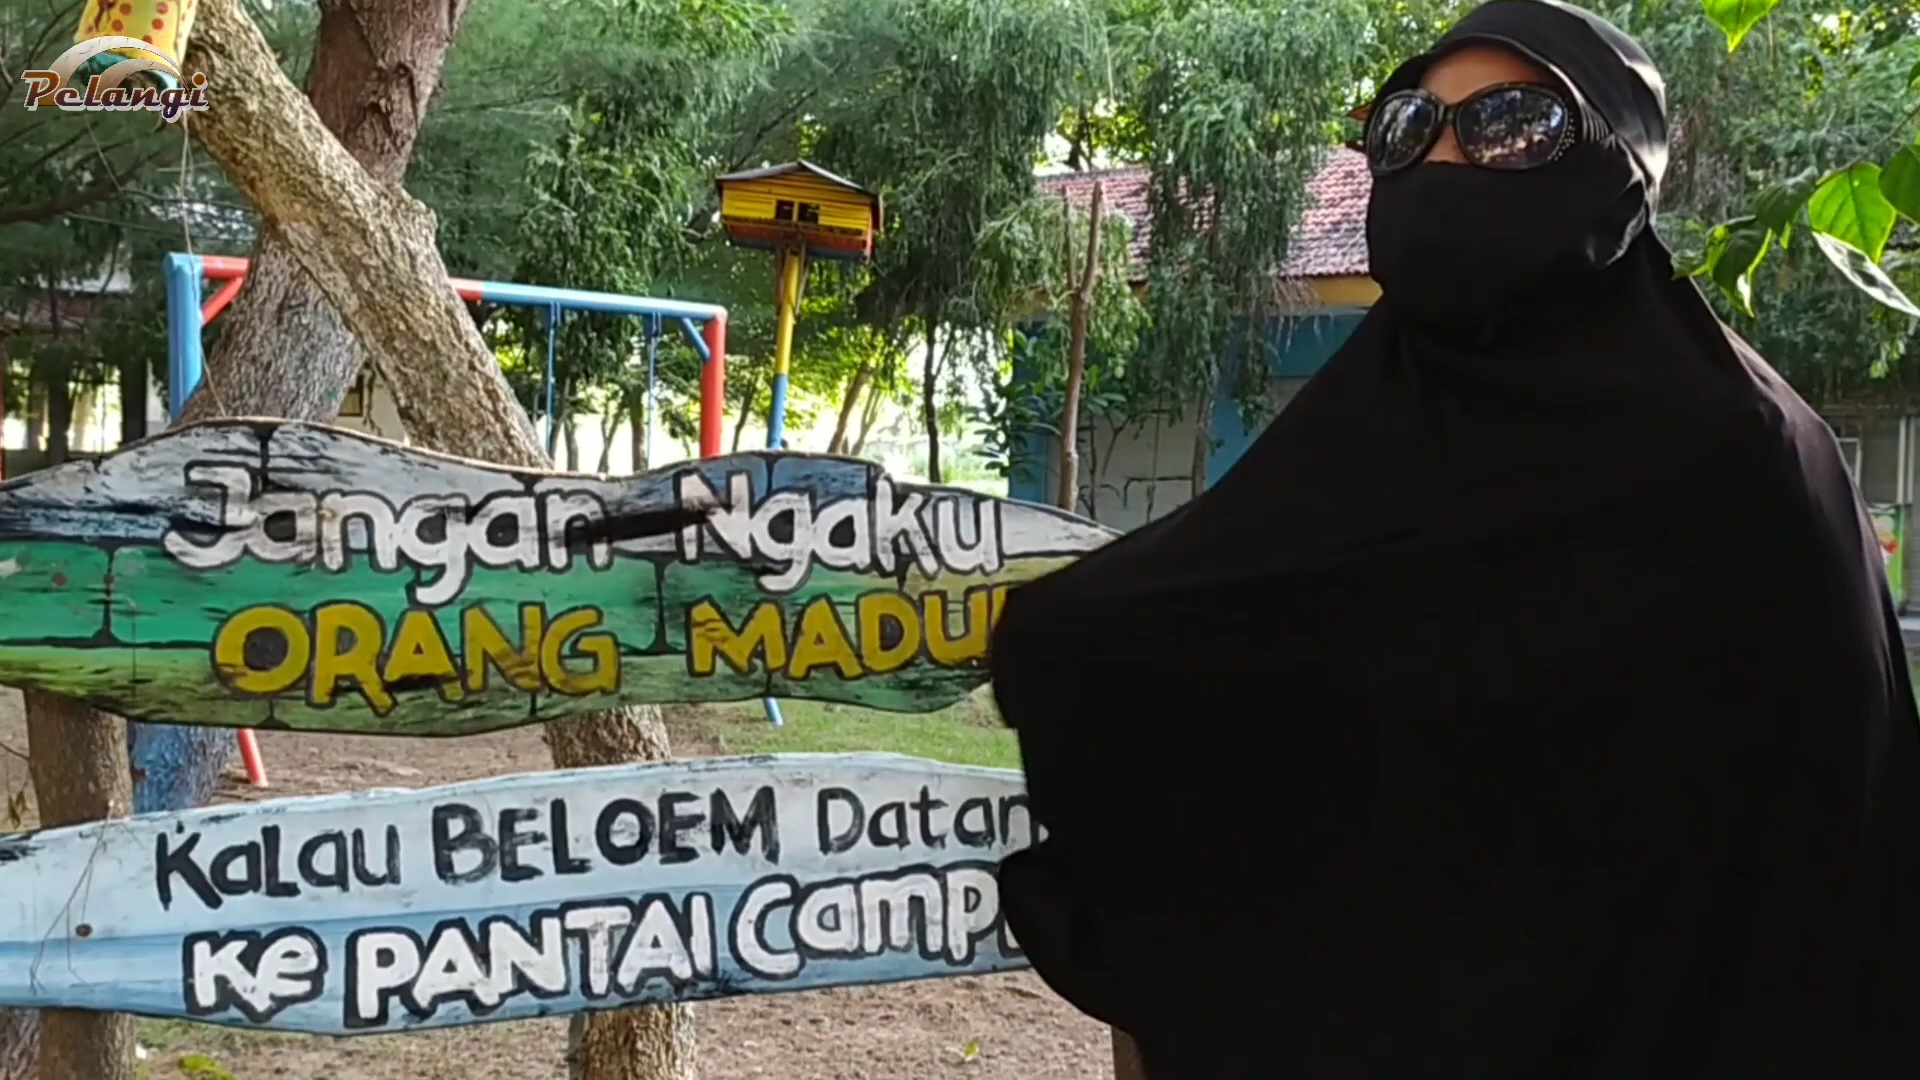 Pelangi
Jangan Ngaku
ORANG
Kalau BELOEM
Ke PANTAI